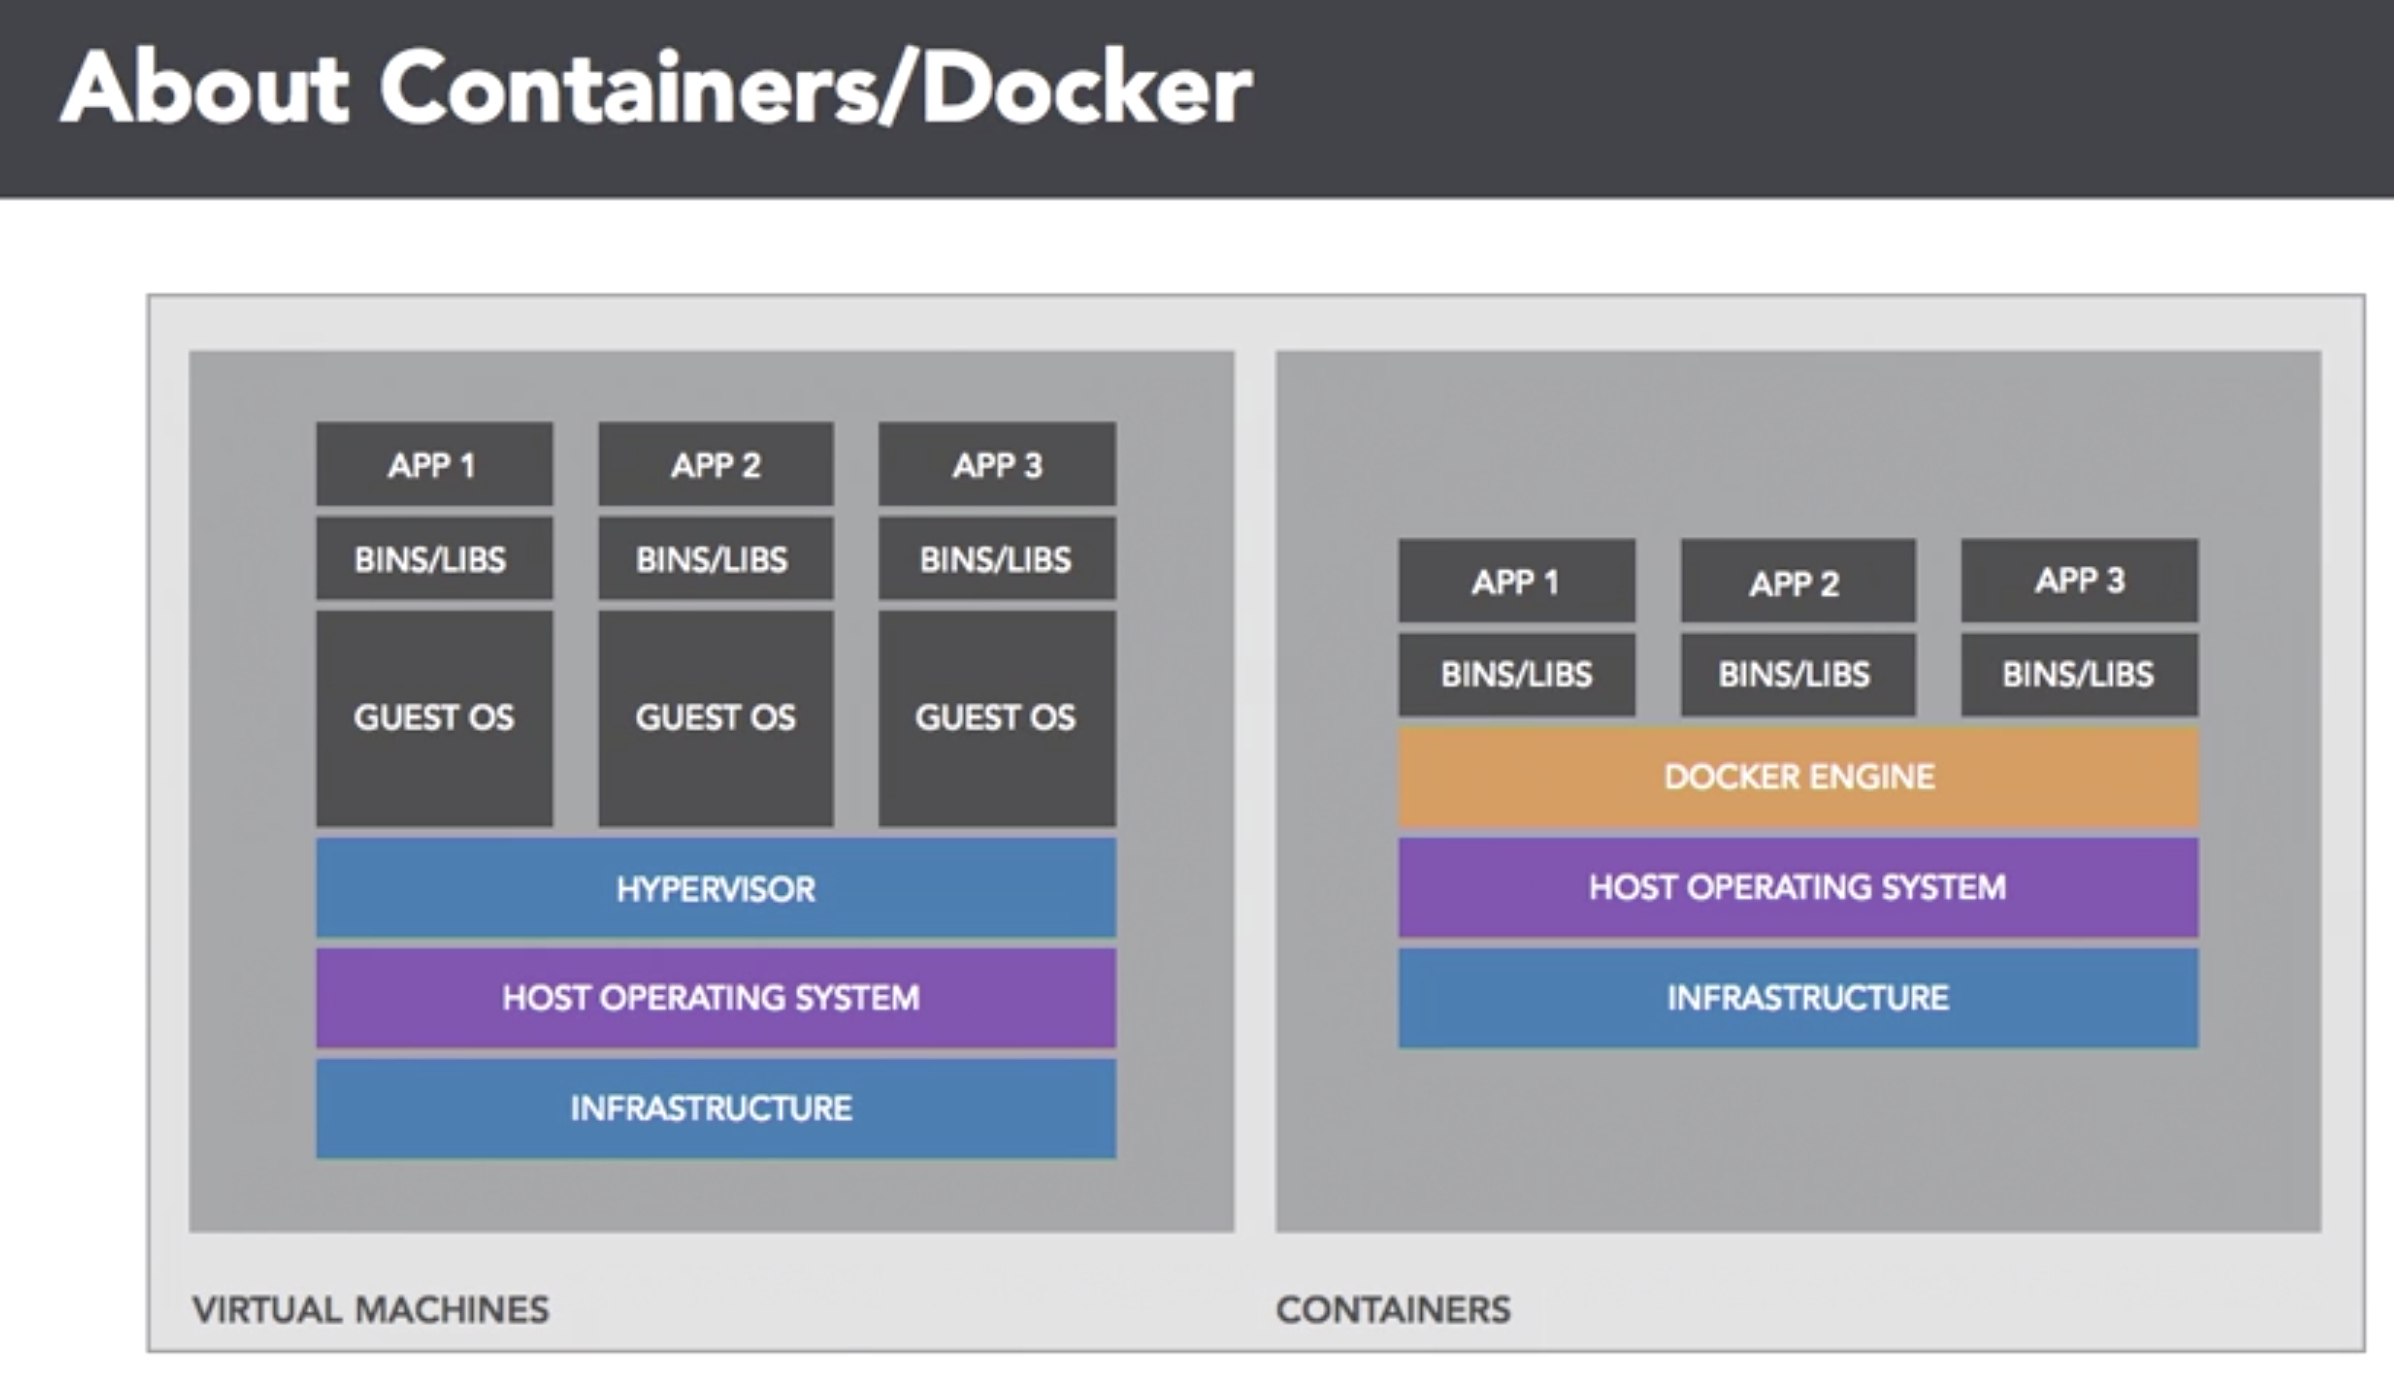 About Containers/Docker
APP 1
APP 2
APP 3
BINS/LIBS
BINS/LIBS
BINS/LIBS
GUEST OS
GUEST OS
GUEST OS
HYPERVISOR
HOST OPERATING SYSTEM
INFRASTRUCTURE
VIRTUAL MACHINES
APP 1
APP 2
APP 3
BINS/LIBS
BINS/LIBS
BINS/LIBS
DOCKER ENGINE
HOST OPERATING SYSTEM
INFRASTRUCTURE
CONTAINERS